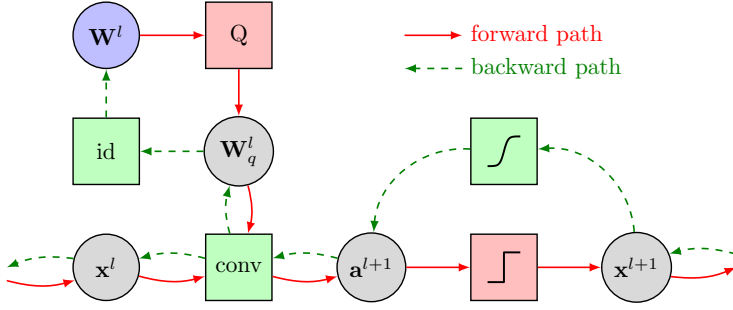 W^l
Q
forward path
backward path
id
W_q^l
x^l
conv
a^{l+1}
x^{l+1}